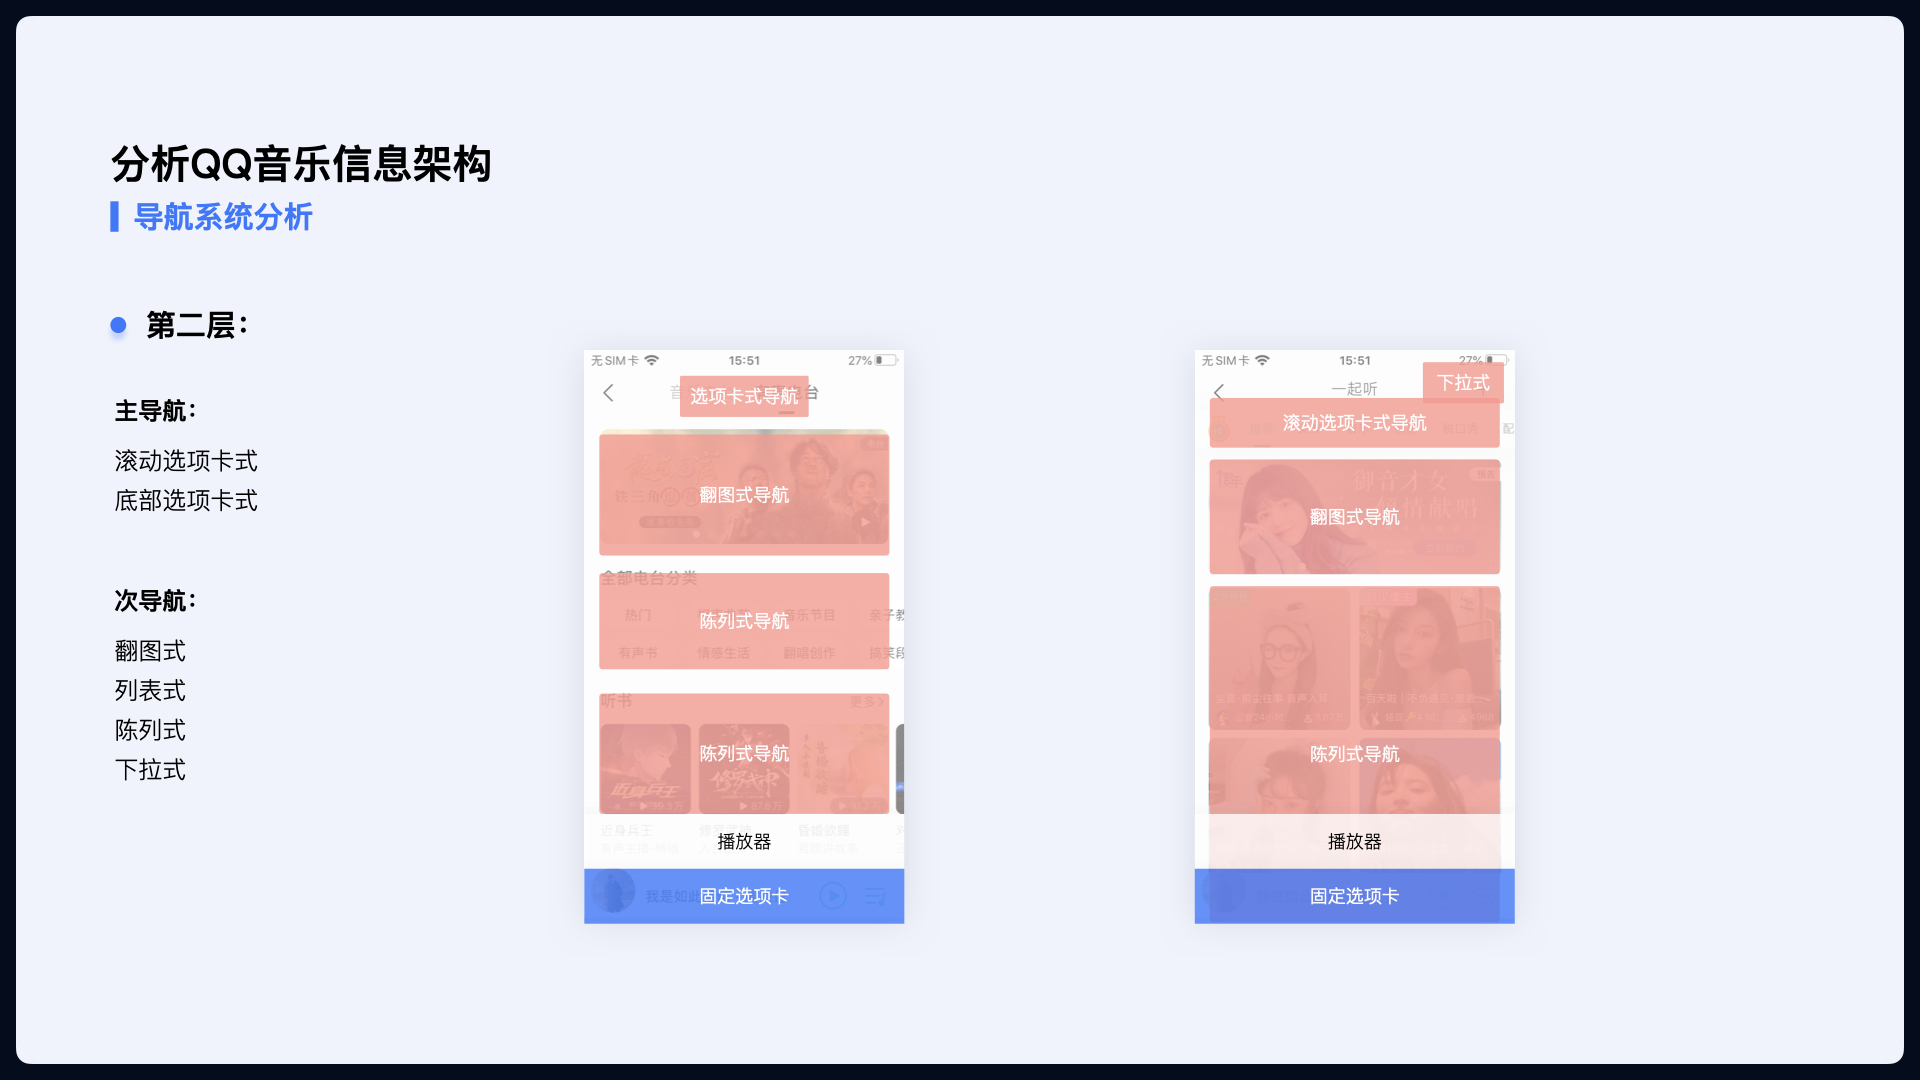 分析QQ音乐信息架构
导航系统分析
第二层：
主导航：
滚动选项卡式
底部选项卡式
次导航：
翻图式
列表式
陈列式
下拉式
无SIM卡 15:51 27%
选项卡式导航
翻图式导航
全部电台分类
热门 音乐节目 亲子教
陈列式导航
有声书 情感生活 翻唱创作 搞笑段
听书 更多
陈列式导航
近身兵王
播放器
我是如此
固定选项卡
无SIM卡 15:51 27%
一起听
下拉式
滚动选项卡式导航
配
御音才女
翻图式导航
陈列式导航
播放器
固定选项卡